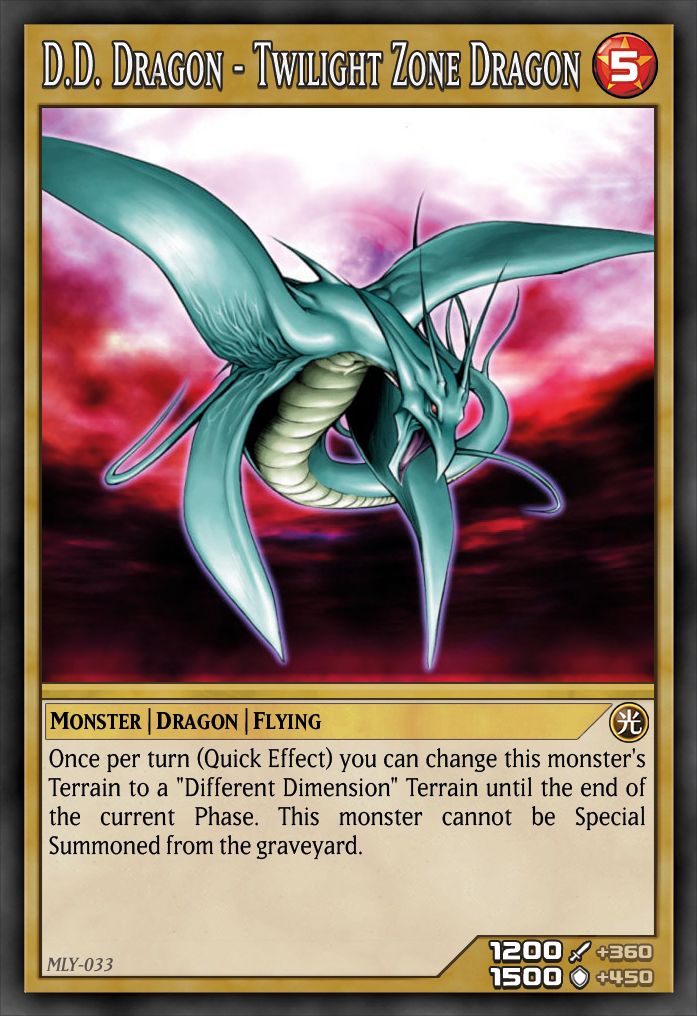 D.D. Dragon - Twilight Zone Dragon 5
Monster | Dragon | Flying 光
Once per turn (Quick Effect) you can change this monster's
Terrain to a "Different Dimension" Terrain until the end of
the current Phase. This monster cannot be Special
Summoned from the graveyard.
1200 +360
MLY-033 1500 +450